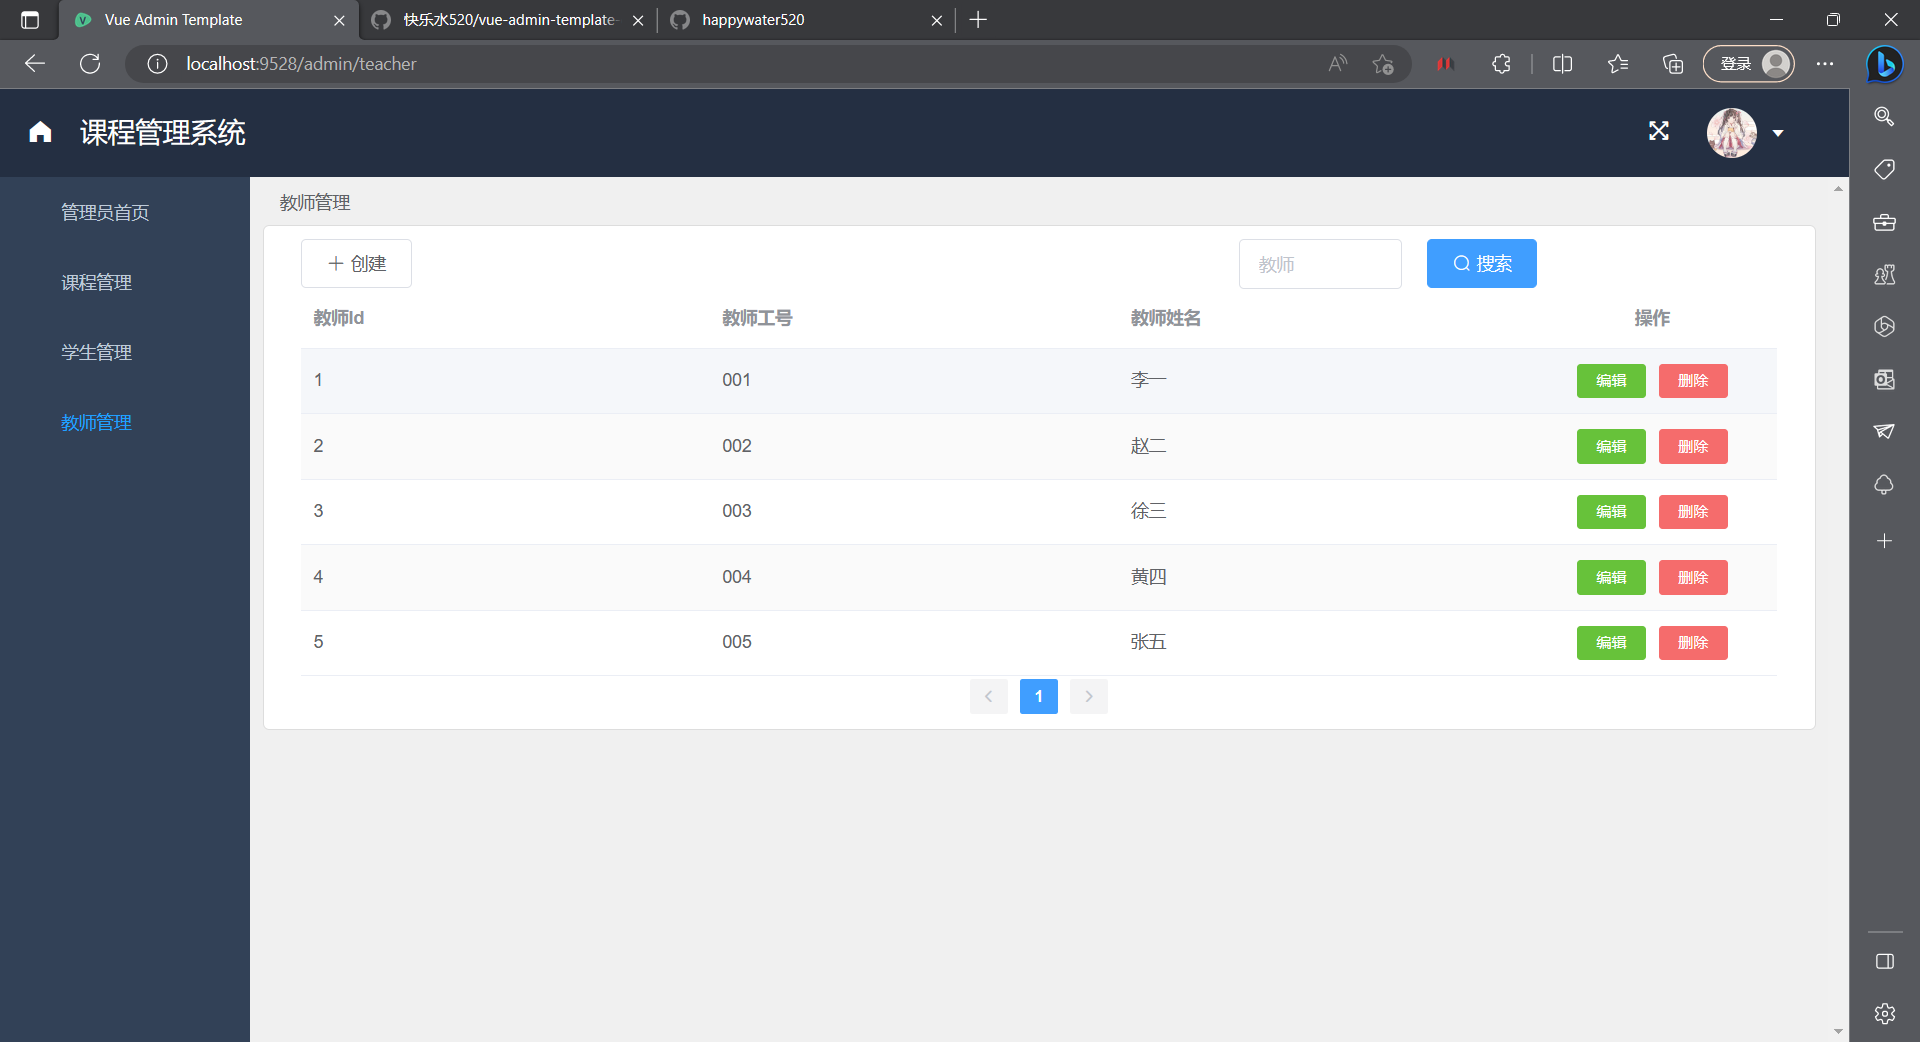 Vue Admin Template
快乐水520/vue-admin-template-
happywater520
localhost:9528/admin/teacher
登录
课程管理系统
管理员首页
课程管理
学生管理
教师管理
教师管理
创建
教师
搜索
教师Id 教师工号 教师姓名 操作
1 001 李一 编辑 删除
2 002 赵二 编辑 删除
3 003 徐三 编辑 删除
4 004 黄四 编辑 删除
5 005 张五 编辑 删除
1